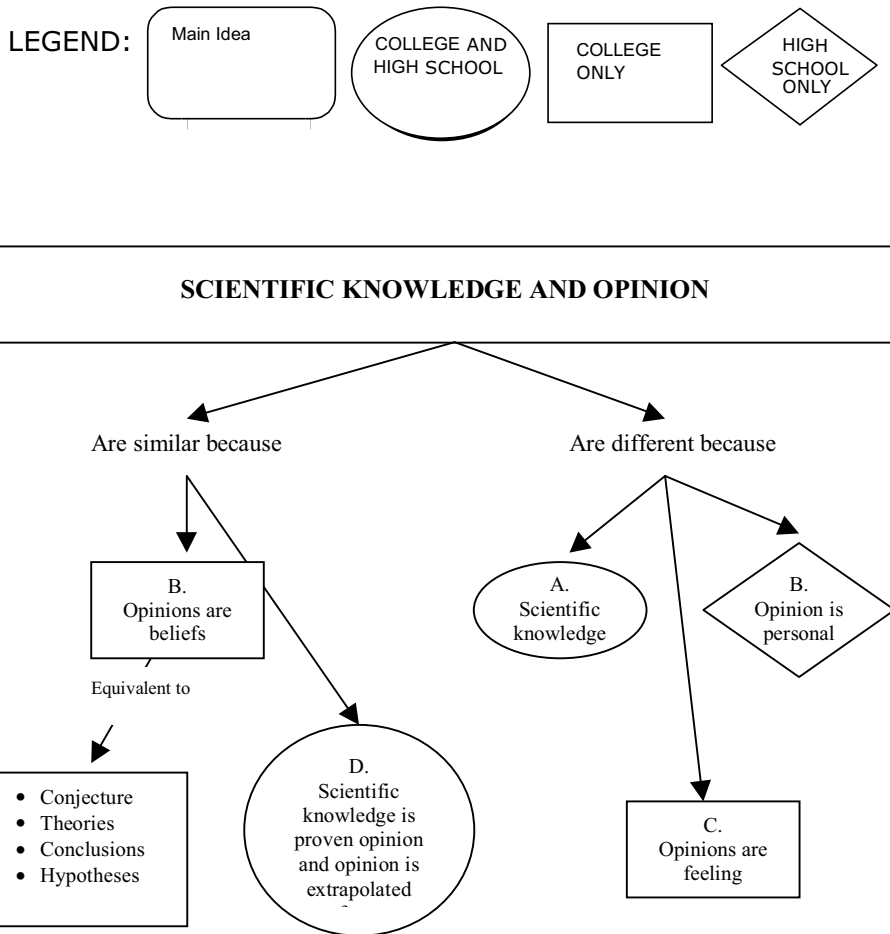 LEGEND:
Main Idea
COLLEGE AND
HIGH SCHOOL
COLLEGE
ONLY
HIGH
SCHOOL
ONLY
SCIENTIFIC KNOWLEDGE AND OPINION
Are similar because
Are different because
B.
Opinions are
beliefs
A.
Scientific
knowledge
B.
Opinion is
personal
Equivalent to
• Conjecture
• Theories
• Conclusions
• Hypotheses
D.
Scientific
knowledge is
proven opinion
and opinion is
extrapolated
C.
Opinions are
feeling